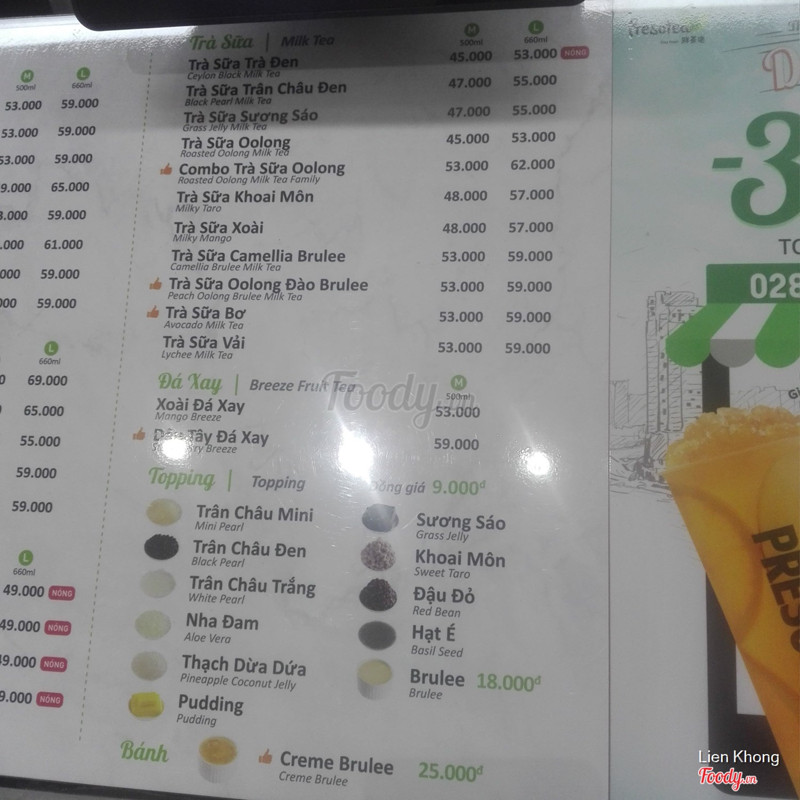 M L
500ml 660ml
53.000 59.000
53.000 59.000
53.000 59.000
65.000
59.000
61.000
59.000
59.000
L
660ml
69.000
65.000
55.000
59.000
59.000
L
660ml
49.000 NÓNG
49.000 NÓNG
49.000 NÓNG
NÓNG
Trà Sữa | Milk Tea M L
500ml 660ml
Trà Sữa Trà Đen 45.000 53.000 NÓNG
Ceylon Black Milk Tea
Trà Sữa Trân Châu Đen 47.000 55.000
Black Pearl Milk Tea
Trà Sữa Sương Sáo 47.000 55.000
Grass Jelly Milk Tea
Trà Sữa Oolong 45.000 53.000
Roasted Oolong Milk Tea
Combo Trà Sữa Oolong 53.000 62.000
Roasted Oolong Milk Tea Family
Trà Sữa Khoai Môn 48.000 57.000
Milky Taro
Trà Sữa Xoài 48.000 57.000
Milky Mango
Trà Sữa Camellia Brulee 53.000 59.000
Camellia Brulee Milk Tea
Trà Sữa Oolong Đào Brulee 53.000 59.000
Peach Oolong Brulee Milk Tea
Trà Sữa Bơ 53.000 59.000
Avocado Milk Tea
Trà Sữa Vải 53.000 59.000
Lychee Milk Tea
Đá Xay | Breeze Fruit Tea M
500ml
Xoài Đá Xay 53.000
Mango Breeze
Dâu Tây Đá Xay 59.000
Breeze
Topping | Topping Đồng giá 9.000đ
Trân Châu Mini
Mini Pearl
Trân Châu Đen
Black Pearl
Trân Châu Trắng
White Pearl
Nha Đam
Aloe Vera
Thạch Dừa Dứa
Pineapple Coconut Jelly
Pudding
Pudding
Sương Sáo
Grass Jelly
Khoai Môn
Sweet Taro
Đậu Đỏ
Red Bean
Hạt É
Basil Seed
Brulee 18.000đ
Brulee
Bánh
Creme Brulee 25.000đ
Creme Brulee
Fresotea
-3
028
Foody.vn
Lien Khong
Foody.vn